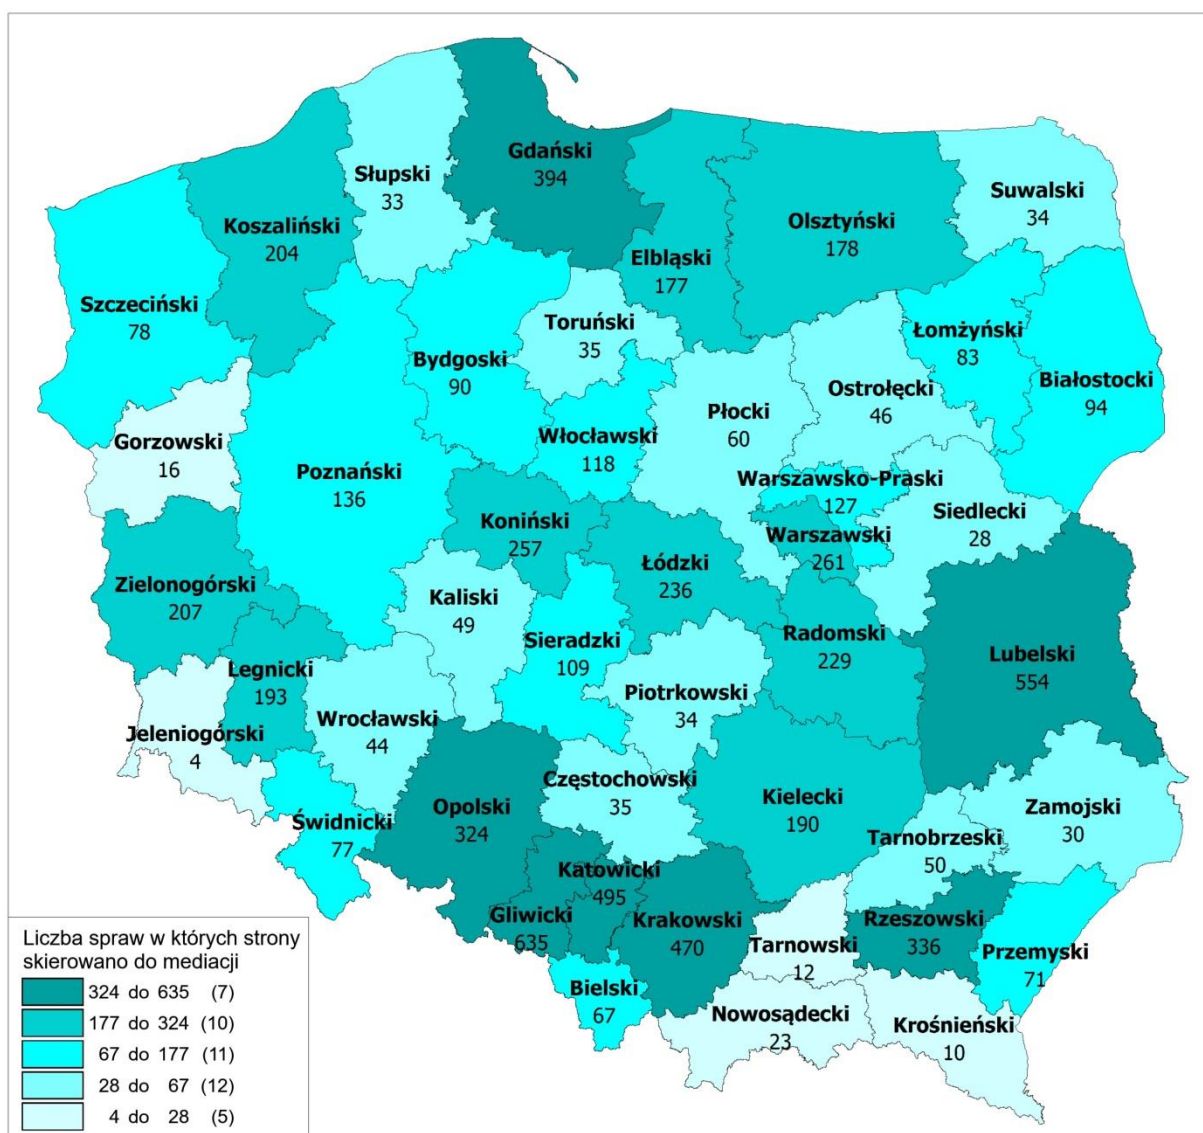 Gdański
394
Słupski
33
Suwalski
34
Koszaliński
204
Olsztyński
178
Elbląski
177
Szczeciński
78
Toruński
35
Łomżyński
83
Bydgoski
90
Białostocki
94
Ostrołęcki
46
Płocki
60
Gorzowski
16
Włocławski
118
Poznański
136
Warszawsko-Praski
127
Koniński
257
Siedlecki
28
Warszawski
261
Łódzki
236
Zielonogórski
207
Kaliski
49
Sieradzki
109
Radomski
229
Lubelski
554
Legnicki
193
Piotrkowski
34
Wrocławski
44
Jeleniogórski
4
Częstochowski
35
Opolski
324
Kielecki
190
Zamojski
30
Świdnicki
77
Tarnobrzeski
50
Katowicki
495
Gliwicki
635
Krakowski
470
Rzeszowski
336
Tarnowski
12
Przemyski
71
Bielski
67
Nowosądecki
23
Krośnieński
10
Liczba spraw w których strony
skierowano do mediacji
324 do 635 (7)
177 do 324 (10)
67 do 177 (11)
28 do 67 (12)
4 do 28 (5)